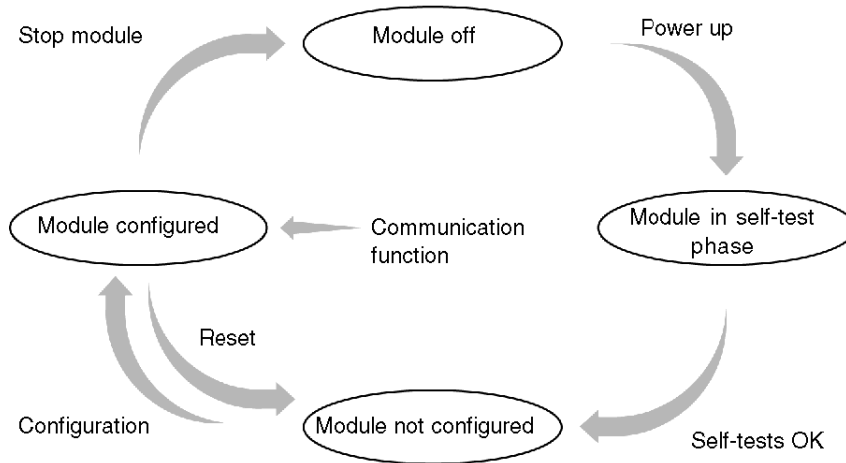 Stop module
Module off
Power up
Module configured
Communication
function
Module in self-test
phase
Reset
Configuration
Module not configured
Self-tests OK